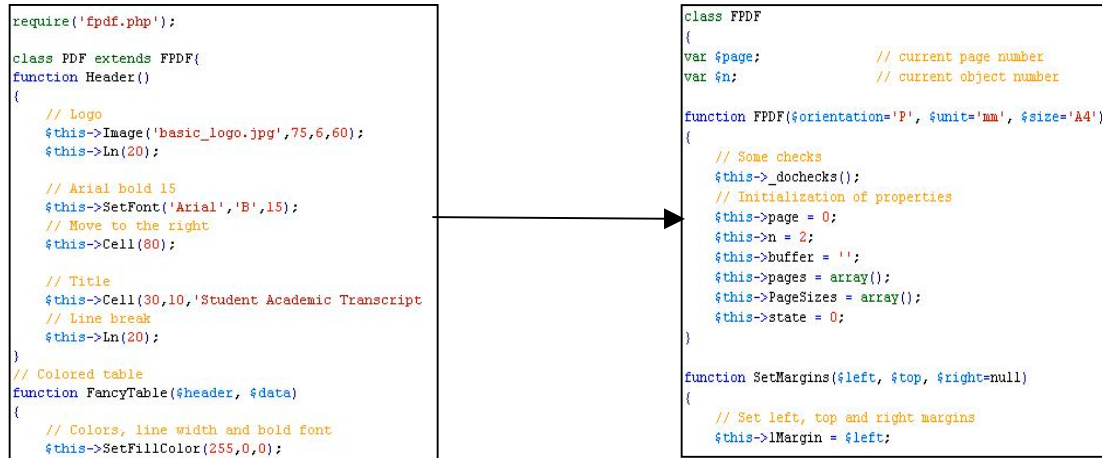 require('fpdf.php');
class PDF extends FPDF{
function Header()
{
// Logo
$this->Image('basic_logo.jpg',75,6,60);
$this->Ln(20);
// Arial bold 15
$this->SetFont('Arial','B',15);
// Move to the right
$this->Cell(80);
// Title
$this->Cell(30,10,'Student Academic Transcript
// Line break
$this->Ln(20);
}
// Colored table
function FancyTable($header, $data)
{
// Colors, line width and bold font
$this->SetFillColor(255,0,0);
class FPDF
{
var $page; // current page number
var $n; // current object number
function FPDF($orientation='P', $unit='mm', $size='A4')
{
// Some checks
$this->_dochecks();
// Initialization of properties
$this->page = 0;
$this->n = 2;
$this->buffer = '';
$this->pages = array();
$this->PageSizes = array();
$this->state = 0;
}
function SetMargins($left, $top, $right=null)
{
// Set left, top and right margins
$this->lMargin = $left;